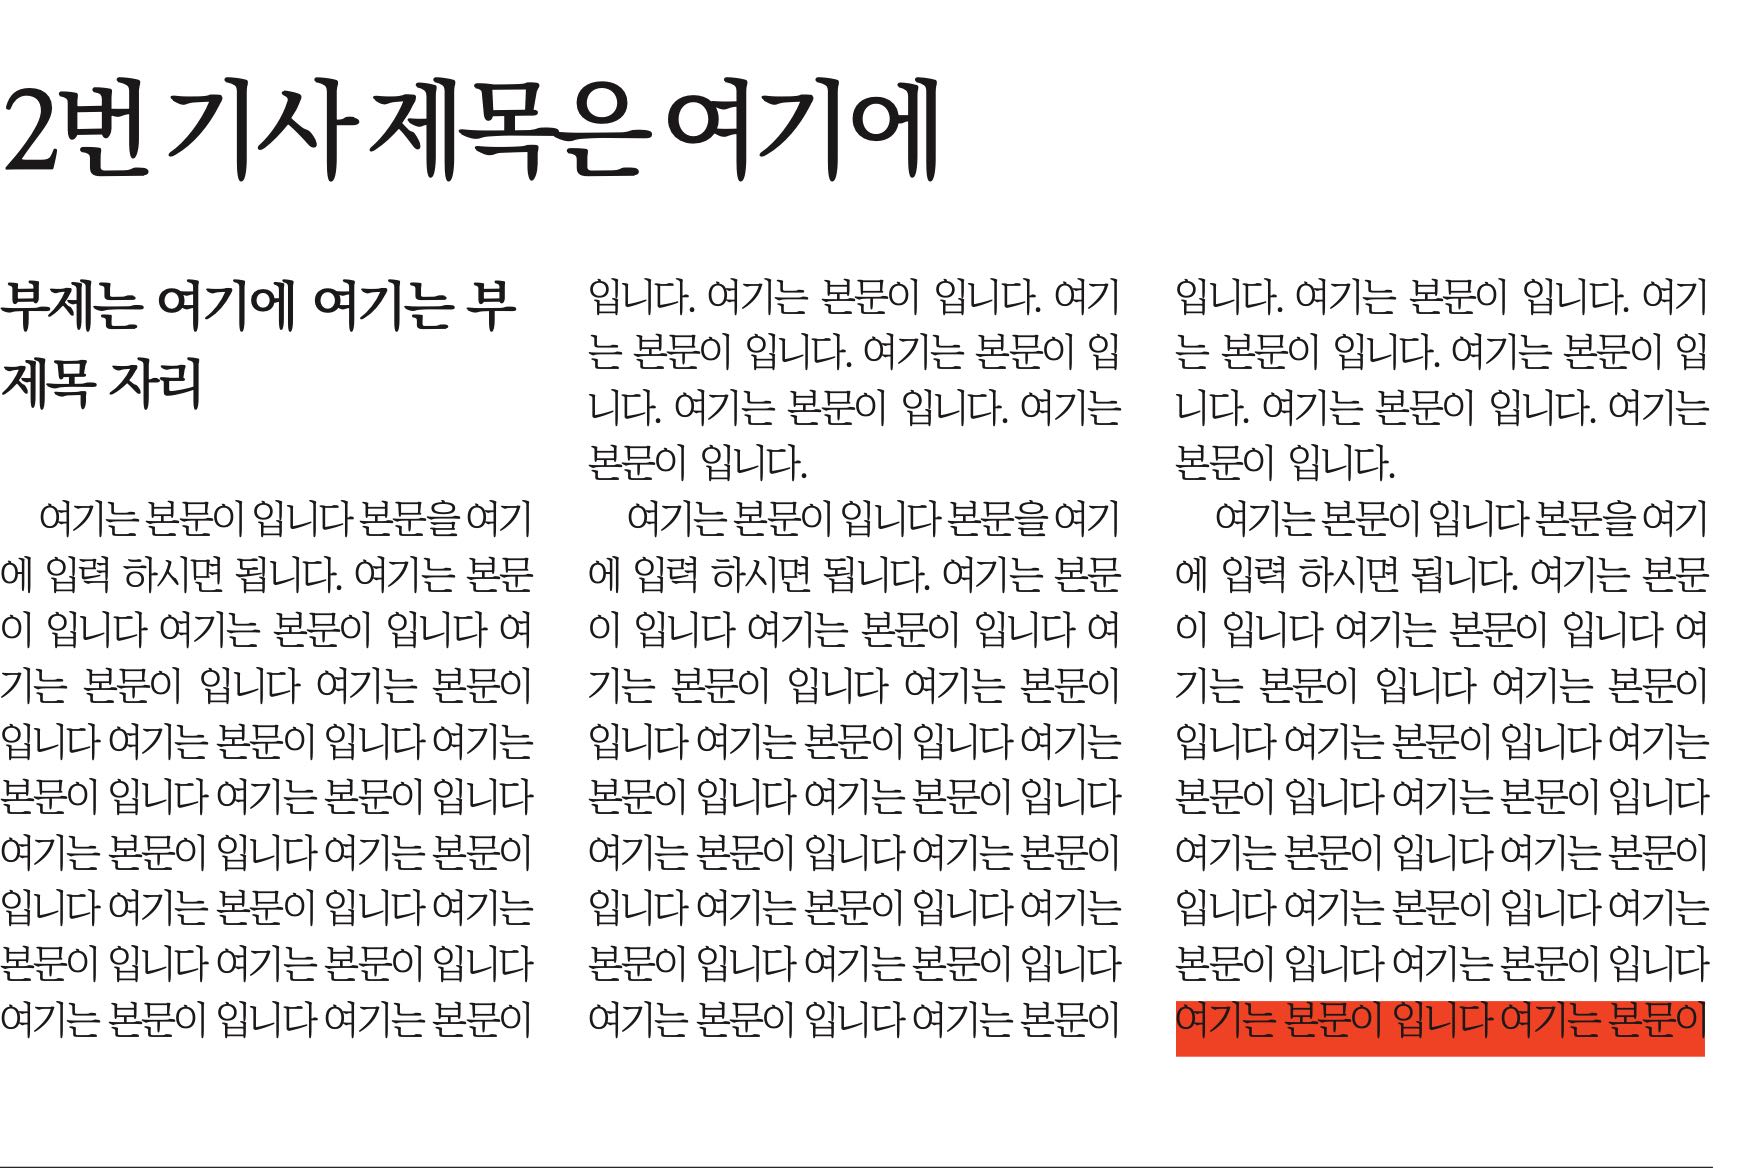 2번 기사 제목은 여기에
부제는 여기에 여기는 부
제목 자리
여기는 본문이 입니다 본문을 여기
에 입력 하시면 됩니다. 여기는 본문
이 입니다 여기는 본문이 입니다 여
기는 본문이 입니다 여기는 본문이
입니다 여기는 본문이 입니다 여기는
본문이 입니다 여기는 본문이 입니다
여기는 본문이 입니다 여기는 본문이
입니다 여기는 본문이 입니다 여기는
본문이 입니다 여기는 본문이 입니다
여기는 본문이 입니다 여기는 본문이
입니다. 여기는 본문이 입니다. 여기
는 본문이 입니다. 여기는 본문이 입
니다. 여기는 본문이 입니다. 여기는
본문이 입니다.
여기는 본문이 입니다 본문을 여기
에 입력 하시면 됩니다. 여기는 본문
이 입니다 여기는 본문이 입니다 여
기는 본문이 입니다 여기는 본문이
입니다 여기는 본문이 입니다 여기는
본문이 입니다 여기는 본문이 입니다
여기는 본문이 입니다 여기는 본문이
입니다 여기는 본문이 입니다 여기는
본문이 입니다 여기는 본문이 입니다
여기는 본문이 입니다 여기는 본문이
입니다. 여기는 본문이 입니다. 여기
는 본문이 입니다. 여기는 본문이 입
니다. 여기는 본문이 입니다. 여기는
본문이 입니다.
여기는 본문이 입니다 본문을 여기
에 입력 하시면 됩니다. 여기는 본문
이 입니다 여기는 본문이 입니다 여
기는 본문이 입니다 여기는 본문이
입니다 여기는 본문이 입니다 여기는
본문이 입니다 여기는 본문이 입니다
여기는 본문이 입니다 여기는 본문이
입니다 여기는 본문이 입니다 여기는
본문이 입니다 여기는 본문이 입니다
여기는 본문이 입니다 여기는 본문이